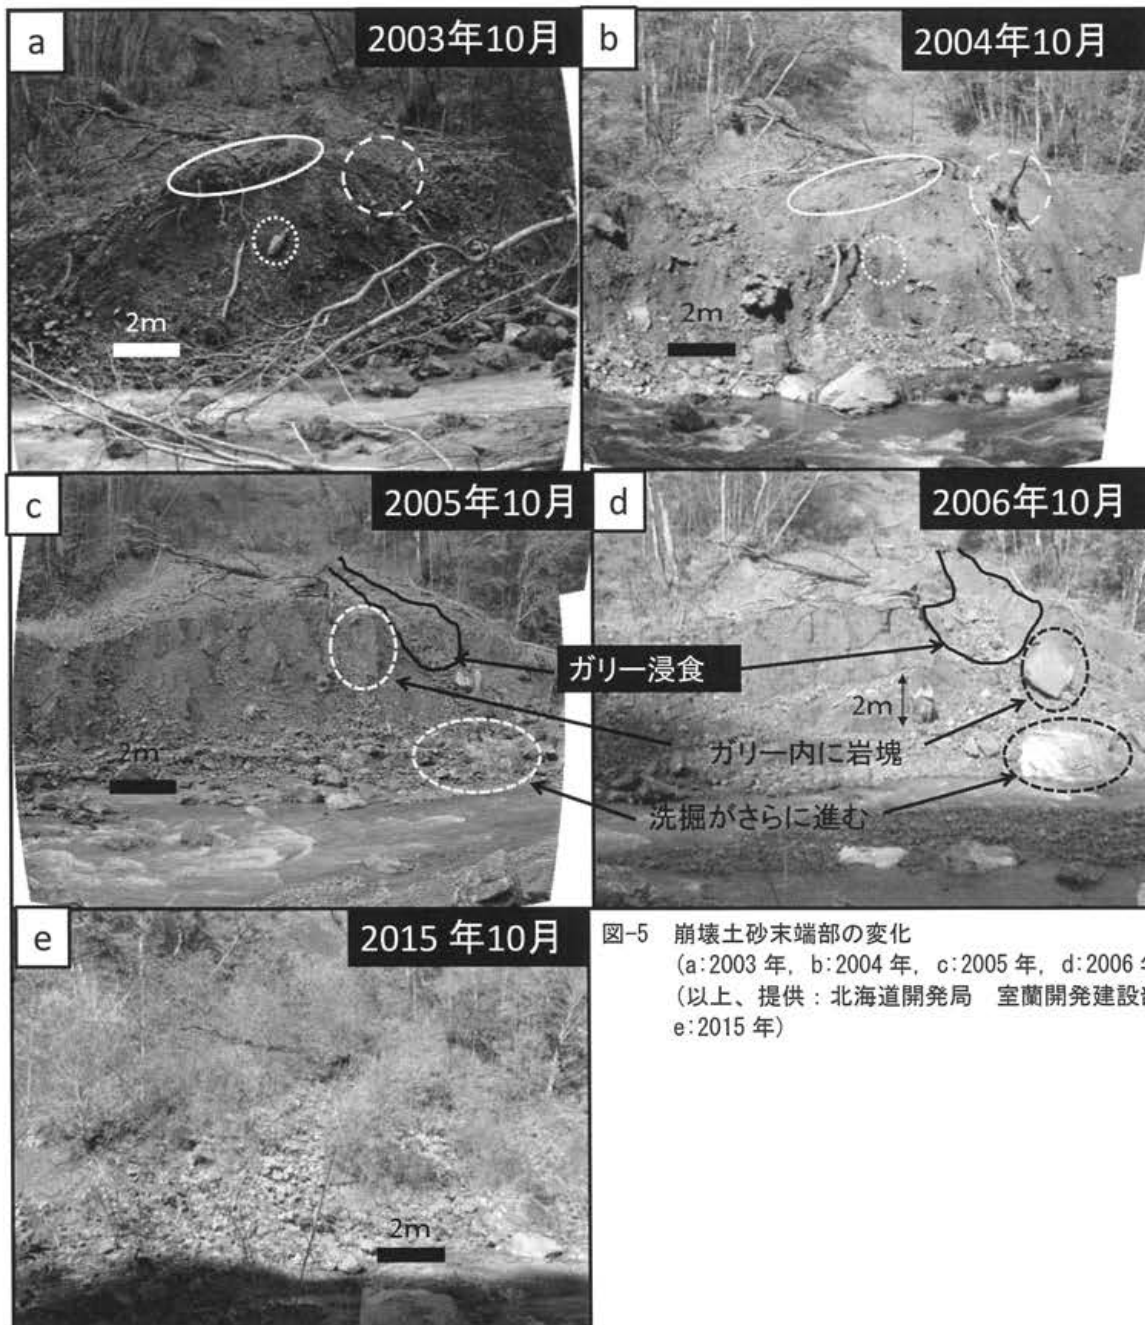 a
2003年10月
2m
b
2004年10月
c
2005年10月
2m
d
2006年10月
ガリー浸食
2m
ガリー内に岩塊
洗掘がさらに進む
e
2015 年10月
2m
図-5 崩壊土砂末端部の変化
(a:2003 年, b:2004 年, c:2005 年, d:2006
(以上、提供：北海道開発局 室蘭開発建設
e:2015 年)